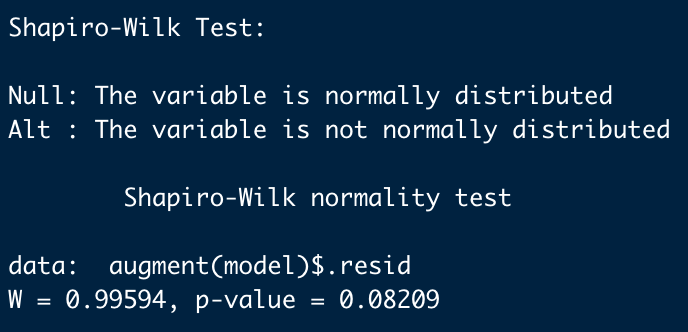 Shapiro-Wilk Test:
Null: The variable is normally distributed
Alt : The variable is not normally distributed
Shapiro-Wilk normality test
data:  augment(model)$.resid
W = 0.99594, p-value = 0.08209